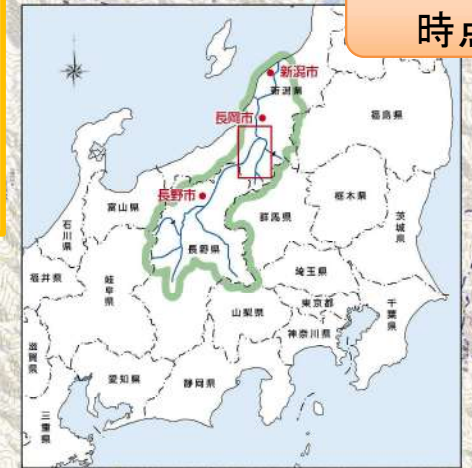 時点
新潟市
新潟県
長岡市
福島県
長野市
富山県
群馬県
栃木県
茨城県
石川県
長野県
福井県
岐阜県
埼玉県
山梨県
東京都
千葉県
神奈川県
滋賀県
愛知県
静岡県
三重県